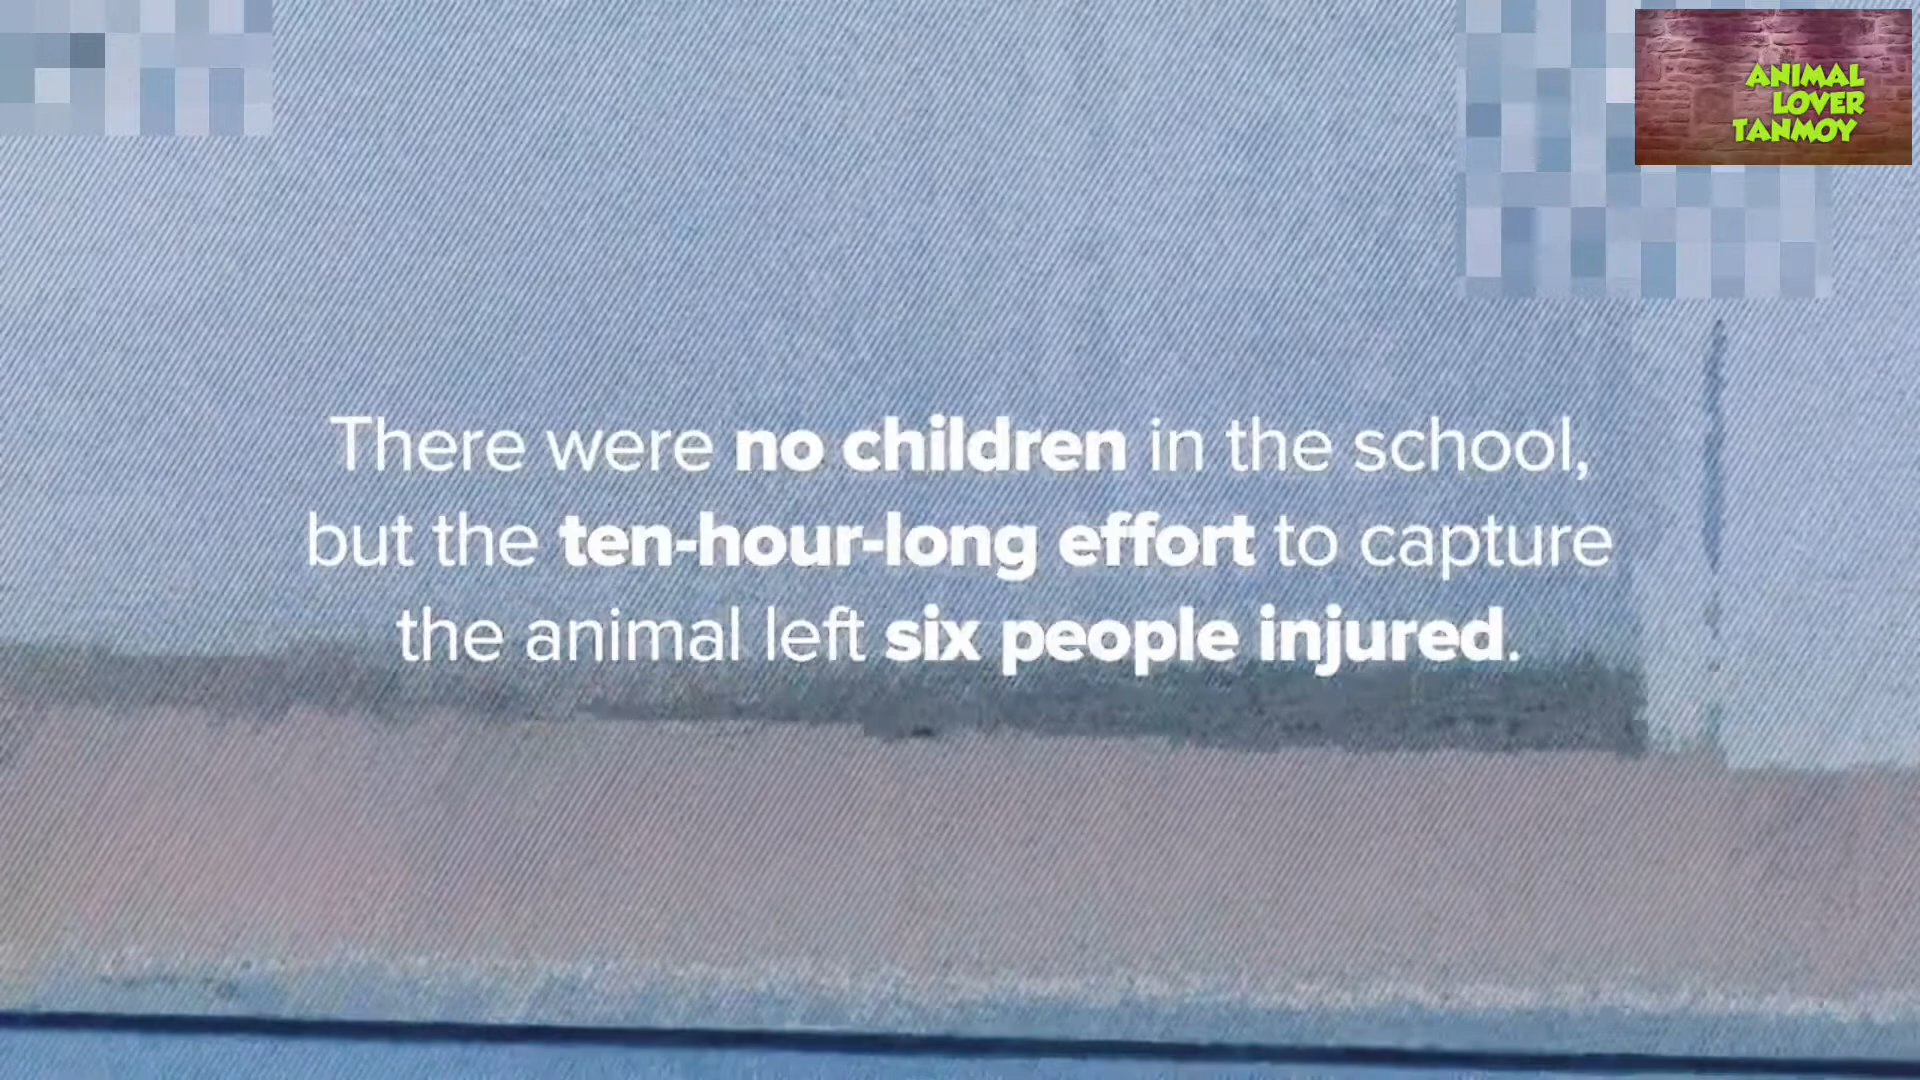 ANIMAL
LOVER
TANMOY
There were no children in the school,
but the ten-hour-long effort to capture
the animal left six people injured.